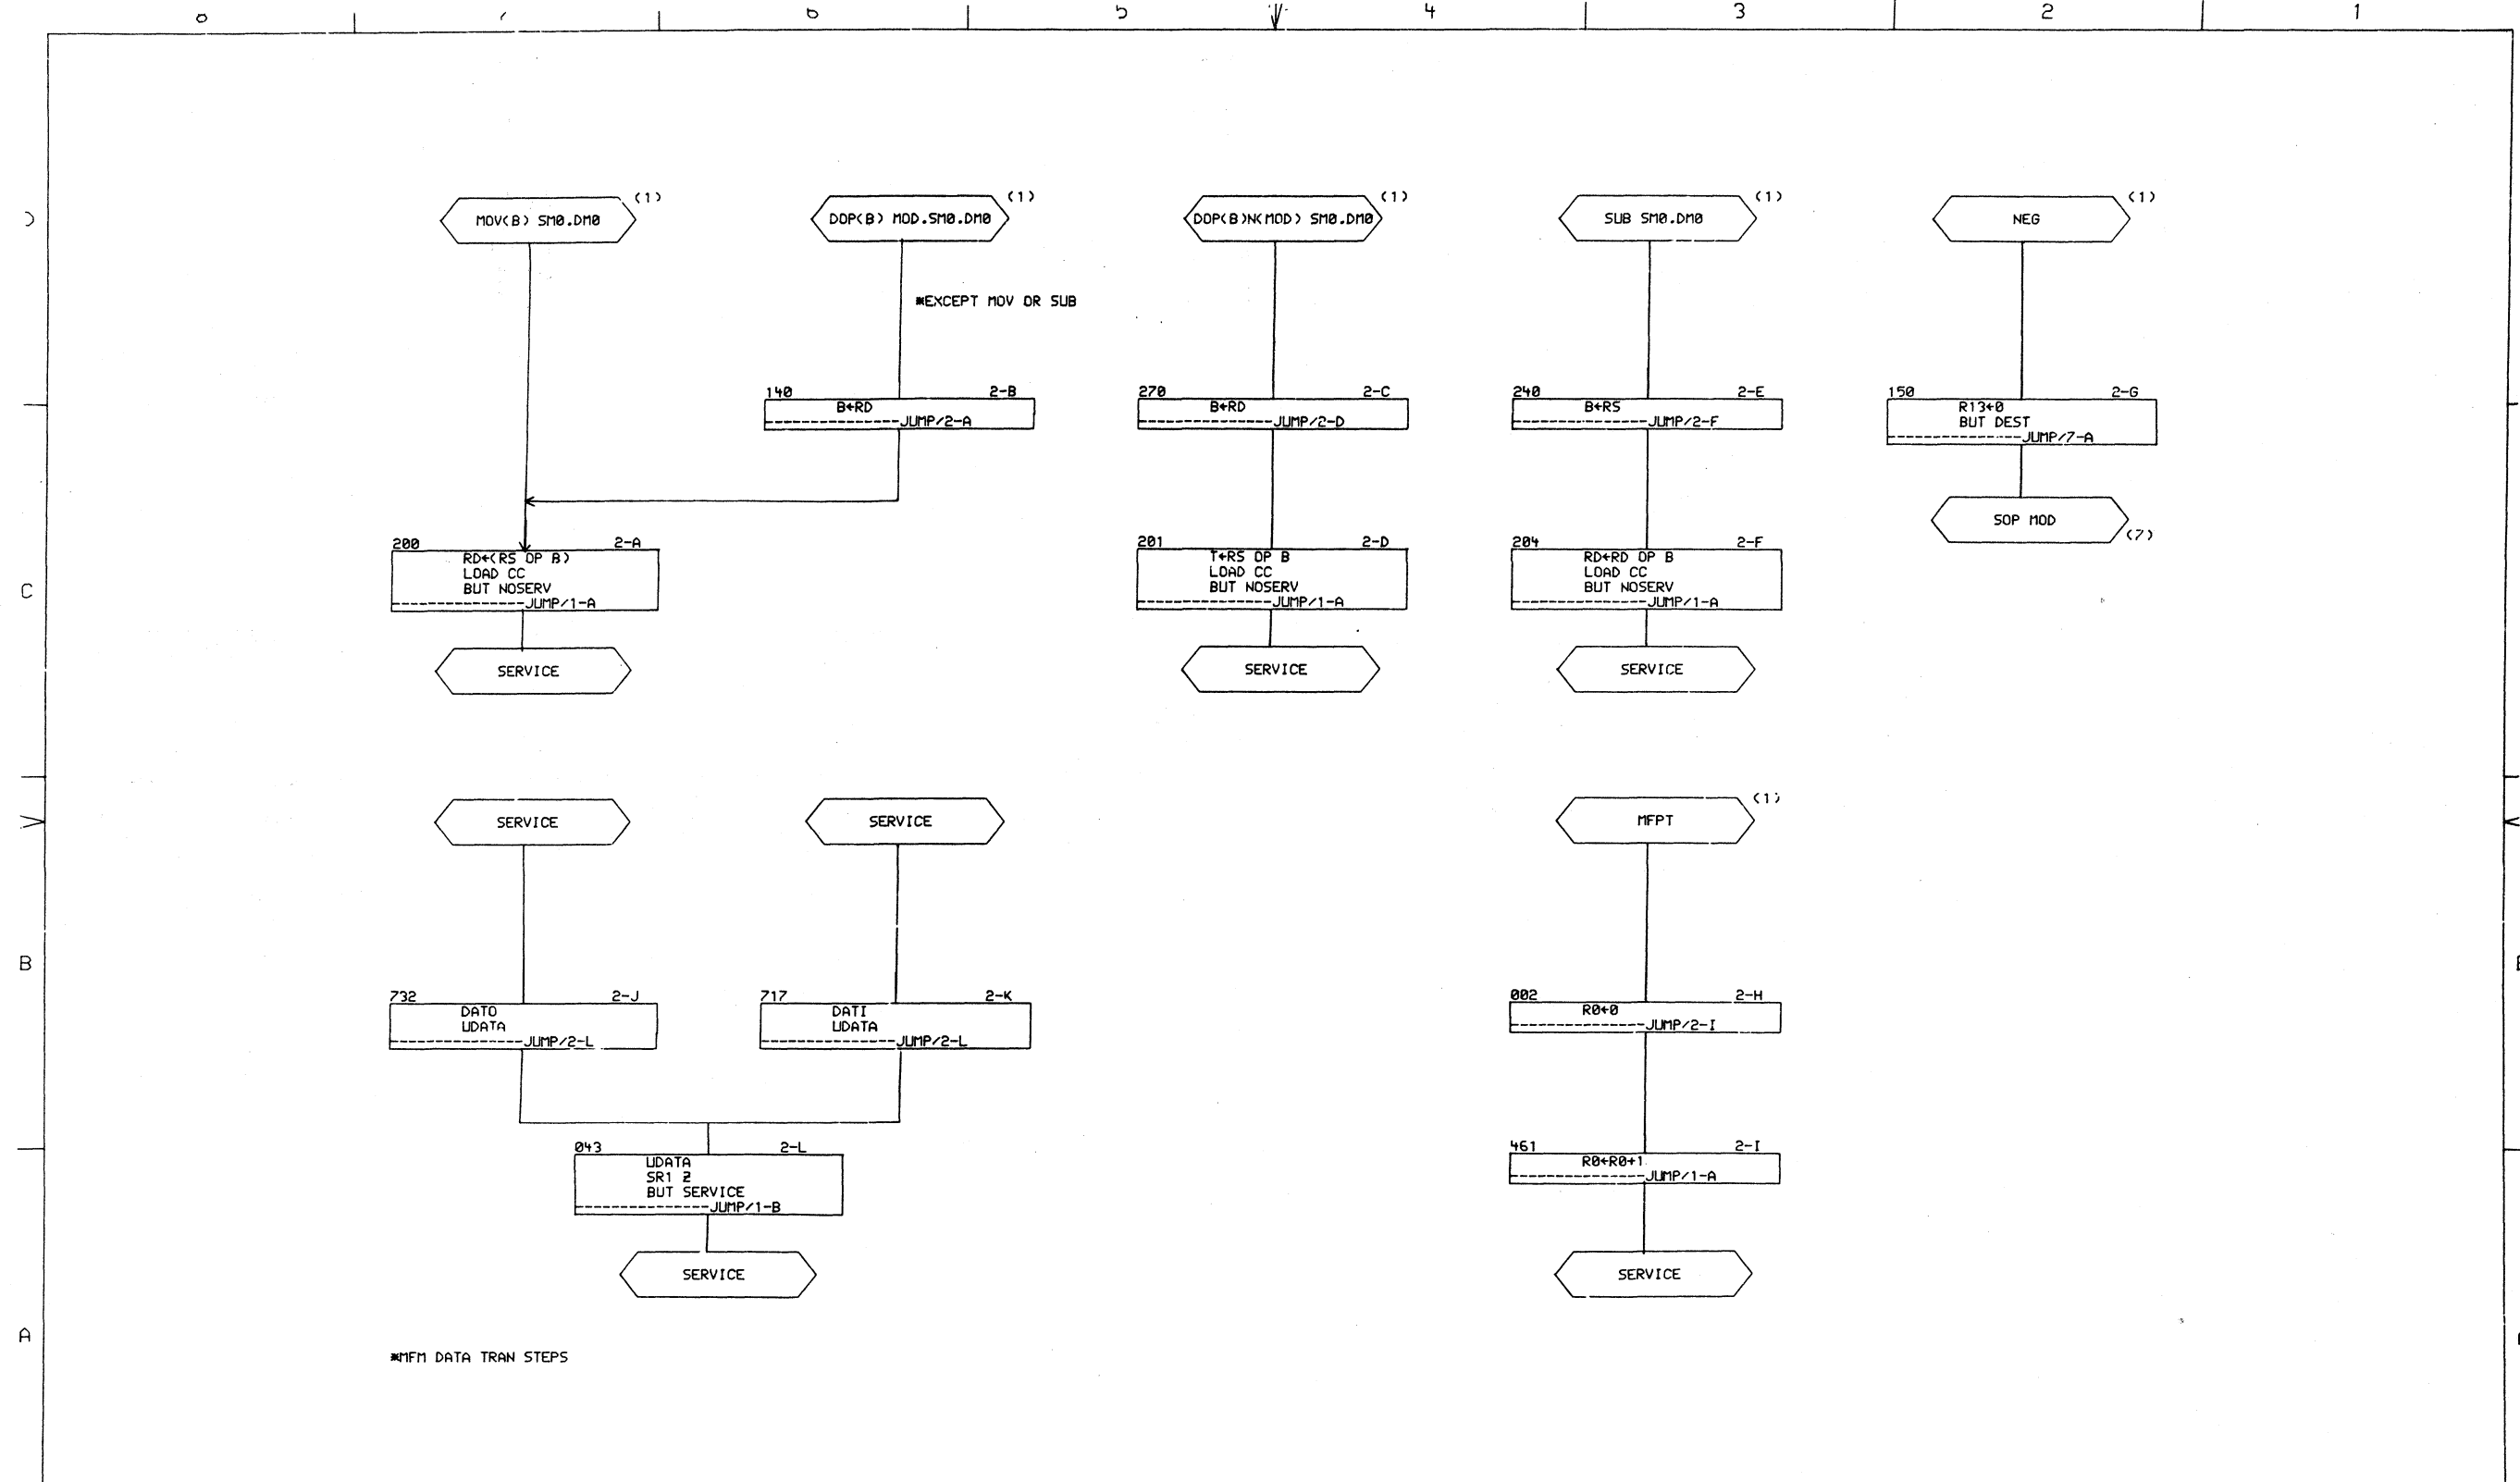 6
5
4
3
2
1
MOV(B) SM0.DM0
(1)
DOP(B) MOD.SM0.DM0
(1)
DOP(B)N(MOD) SM0.DM0
(1)
SUB SM0.DM0
(1)
NEG
(1)
*EXCEPT MOV OR SUB
140 2-B
B←RD
JUMP/2-A
270 2-C
B←RD
JUMP/2-D
240 2-E
B←RS
JUMP/2-F
150 2-G
R13←0
BUT DEST
JUMP/7-A
SOP MOD
(7)
C
200 2-A
RD←(RS OP B)
LOAD CC
BUT NOSERV
JUMP/1-A
SERVICE
201 2-D
T←RS OP B
LOAD CC
BUT NOSERV
JUMP/1-A
SERVICE
204 2-F
RD←RD OP B
LOAD CC
BUT NOSERV
JUMP/1-A
SERVICE
SERVICE
SERVICE
MFPT
(1)
B
732 2-J
DATO
UDATA
JUMP/2-L
717 2-K
DATI
UDATA
JUMP/2-L
002 2-H
R0←0
JUMP/2-I
043 2-L
UDATA
SR1 2
BUT SERVICE
JUMP/1-B
SERVICE
461 2-I
R0←R0+1
JUMP/1-A
SERVICE
A
*MFM DATA TRAN STEPS